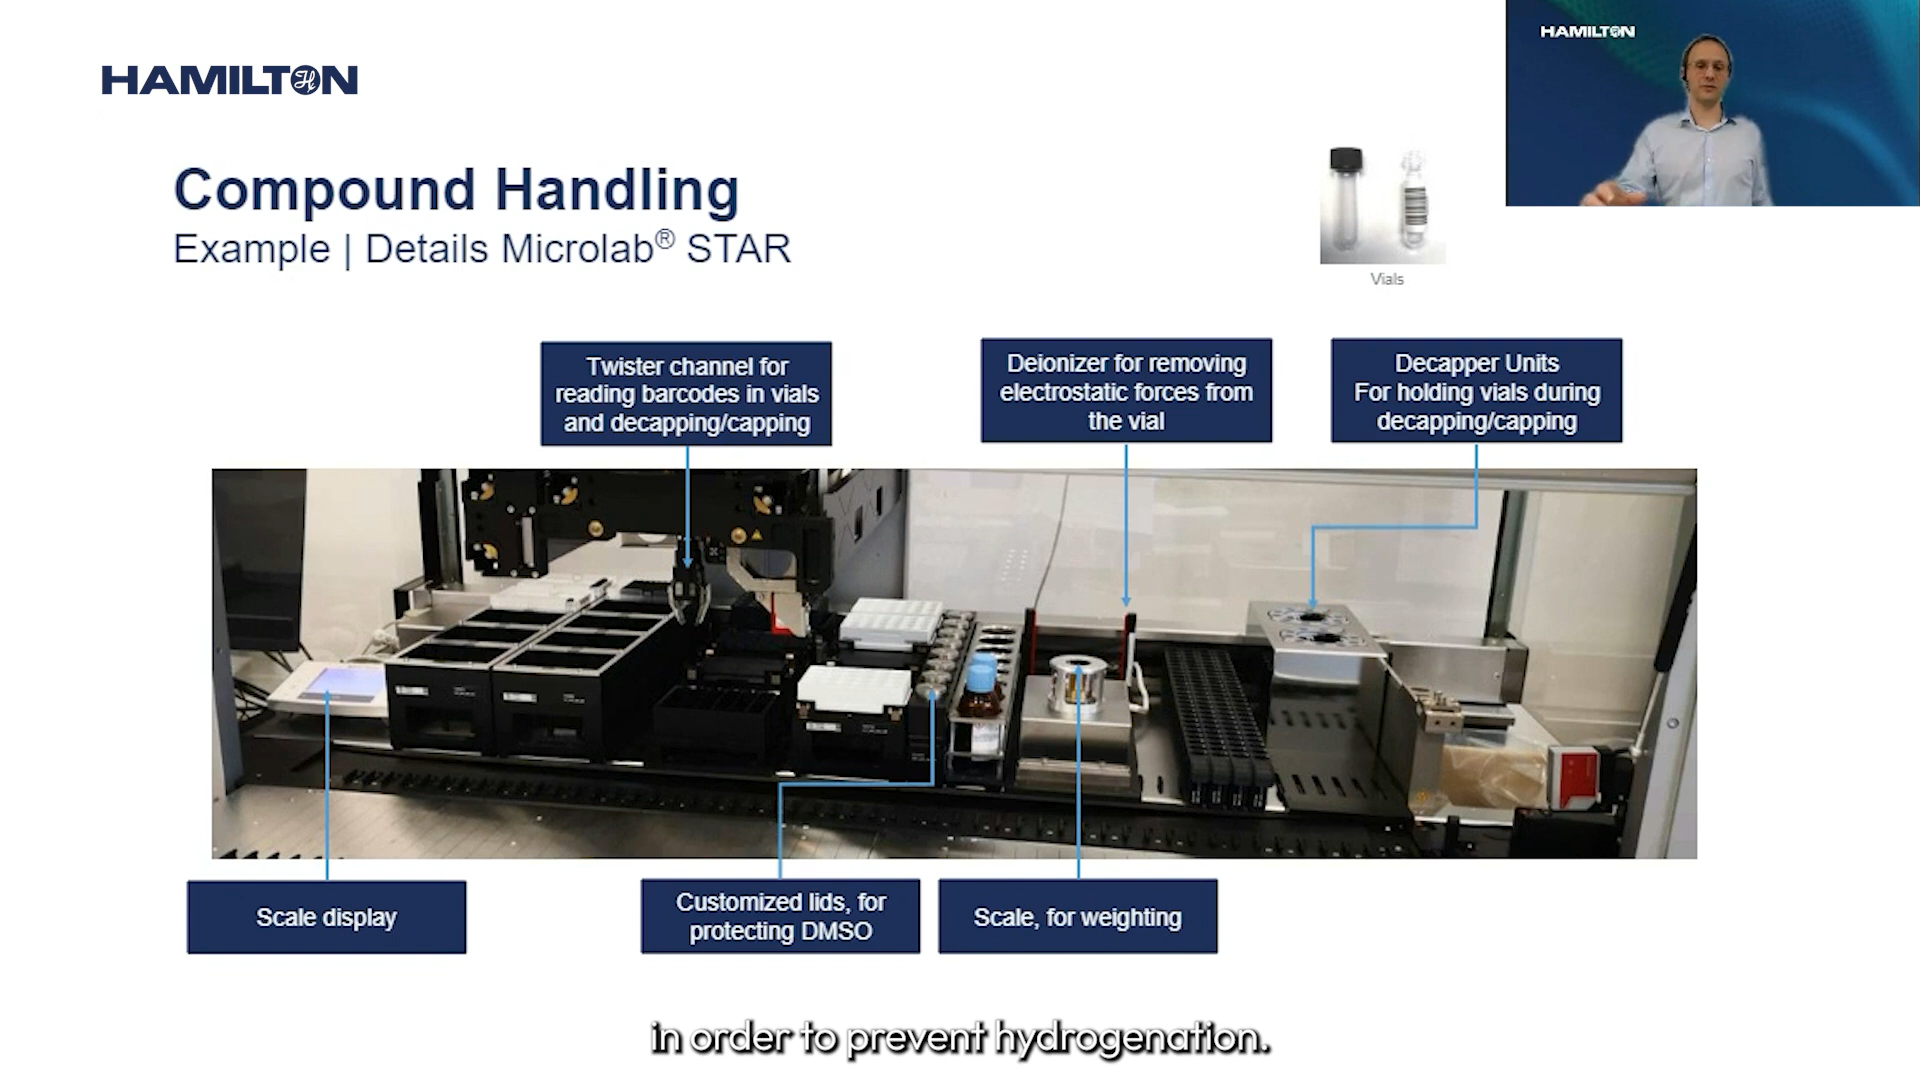 HAMILTON
HAMILTON
Compound Handling
Example | Details Microlab® STAR
Vials
Twister channel for
reading barcodes in vials
and decapping/capping
Deionizer for removing
electrostatic forces from
the vial
Decapper Units
For holding vials during
decapping/capping
Scale display
Customized lids, for
protecting DMSO
Scale, for weighting
in order to prevent hydrogenation.